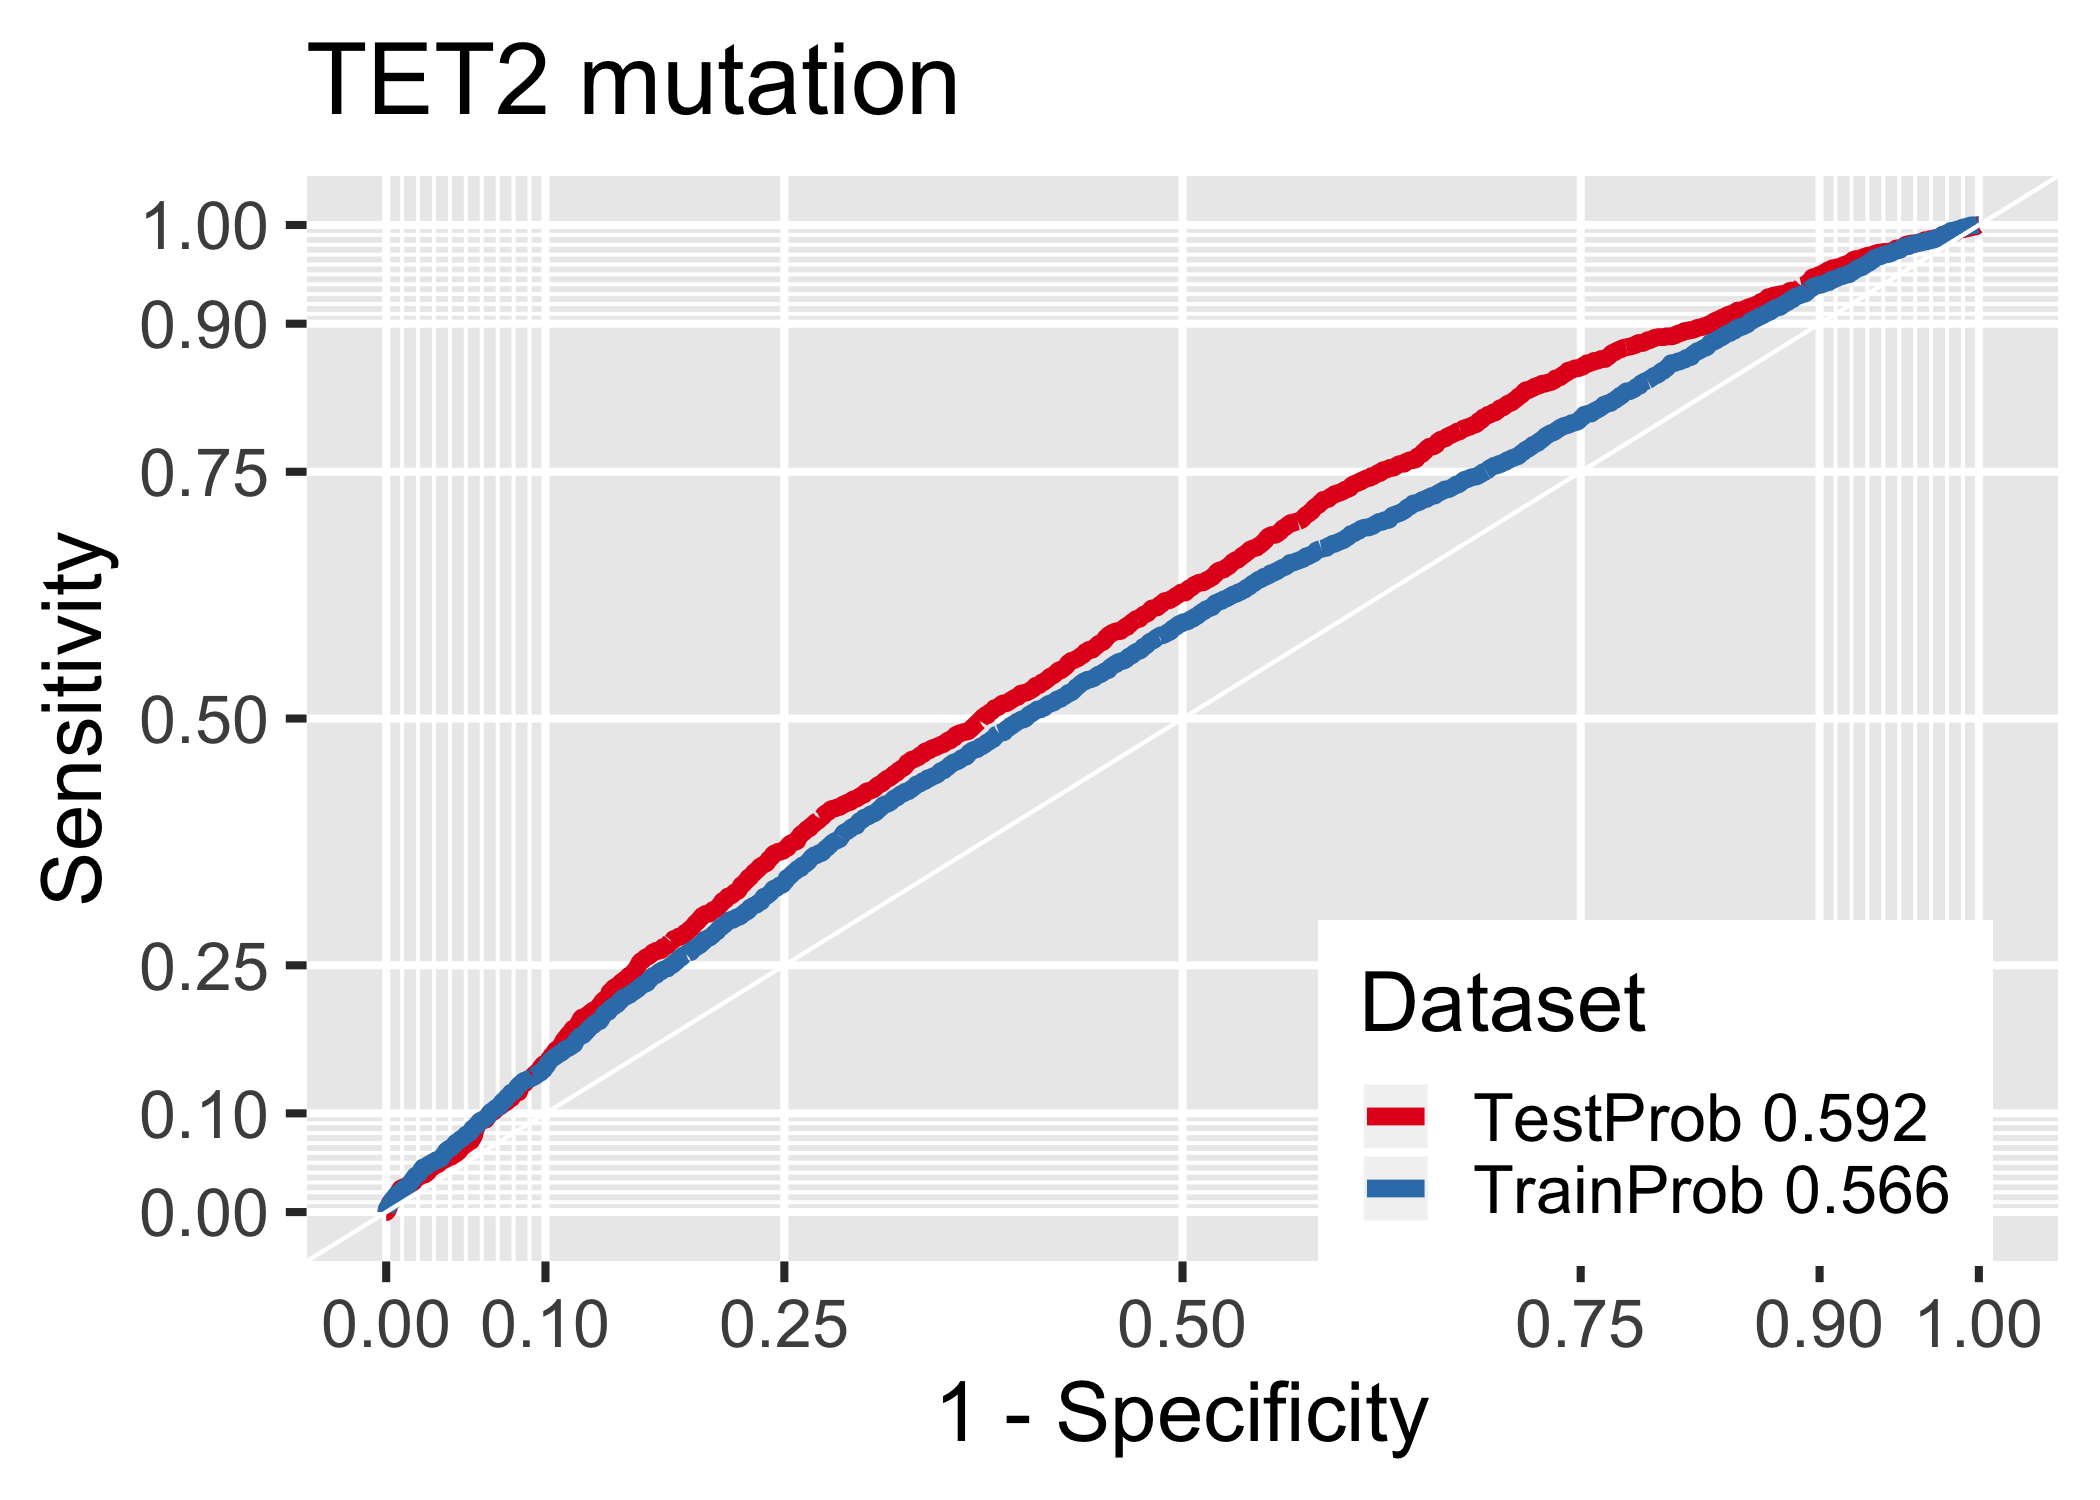 TET2 mutation
Sensitivity
1.00
0.90
0.75
0.50
0.25
0.10
0.00
Dataset
TestProb 0.592
TrainProb 0.566
0.00 0.10 0.25 0.50 0.75 0.90 1.00
1 - Specificity